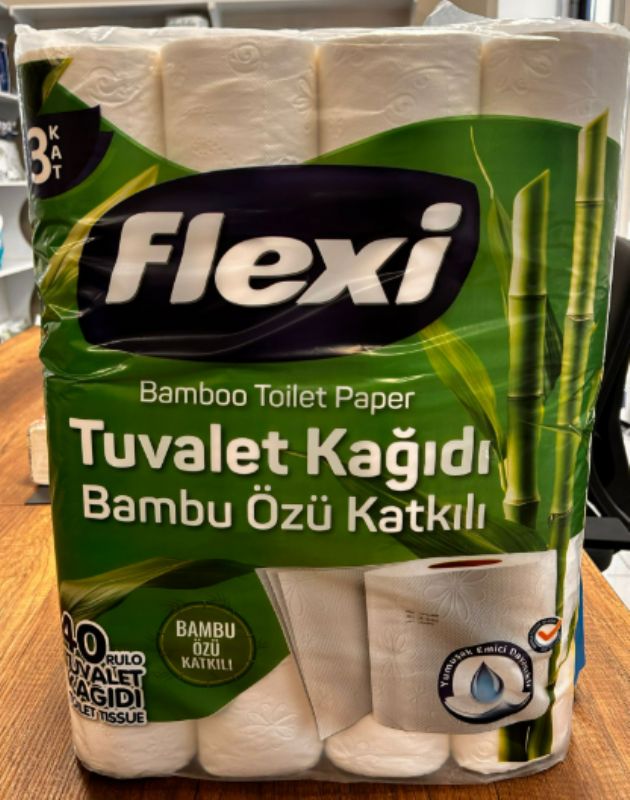 3 KAT
Flexi
Bamboo Toilet Paper
Tuvalet Kağıdı
Bambu Özü Katkılı
BAMBU
ÖZÜ
KATKILI
40 RULO
TUVALET
KAĞIDI
TOILET TISSUE
Yumuşak Emici Dayanıklı